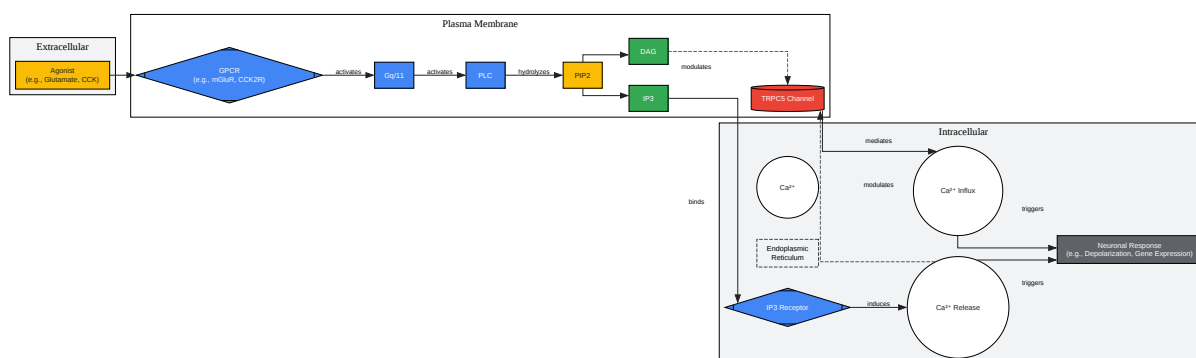 Plasma Membrane
Extracellular
Agonist
(e.g., Glutamate, CCK)
GPCR
(e.g., mGluR, CCK2R)
activates
Gq/11
activates
PLC
hydrolyzes
PIP2
DAG
modulates
IP3
TRPC5 Channel
Intracellular
mediates
Ca²⁺
modulates
Ca²⁺ Influx
binds
triggers
Endoplasmic
Reticulum
Neuronal Response
(e.g., Depolarization, Gene Expression)
triggers
IP3 Receptor
induces
Ca²⁺ Release